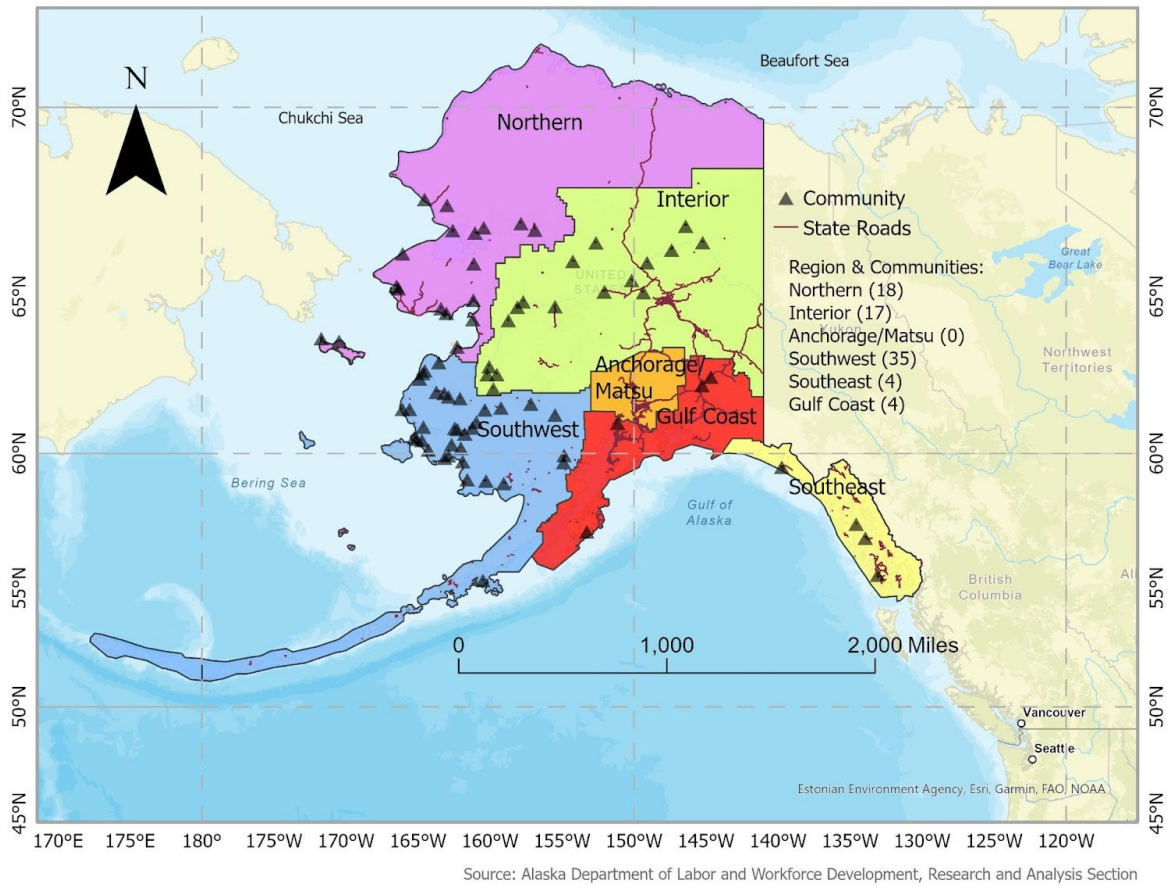 Beaufort Sea
N
70°N
70°N
Chukchi Sea
Northern
Interior
Community
State Roads
Great
Bear Lake
Region & Communities:
Northern (18)
Interior (17)
Anchorage/Matsu (0)
Southwest (35)
Southeast (4)
Gulf Coast (4)
UNITED
65°N
65°N
Yukon
Northwest
Territories
Anchorage/
Matsu
Gulf Coast
Southwest
60°N
60°N
Bering Sea
Southeast
Gulf of
Alaska
55°N
55°N
British
Columbia
0
1,000
2,000 Miles
50°N
50°N
Vancouver
Seattle
Estonian Environment Agency, Esri, Garmin, FAO, NOAA
45°N
45°N
170°E 175°E 180° 175°W 170°W 165°W 160°W 155°W 150°W 145°W 140°W 135°W 130°W 125°W 120°W
Source: Alaska Department of Labor and Workforce Development, Research and Analysis Section